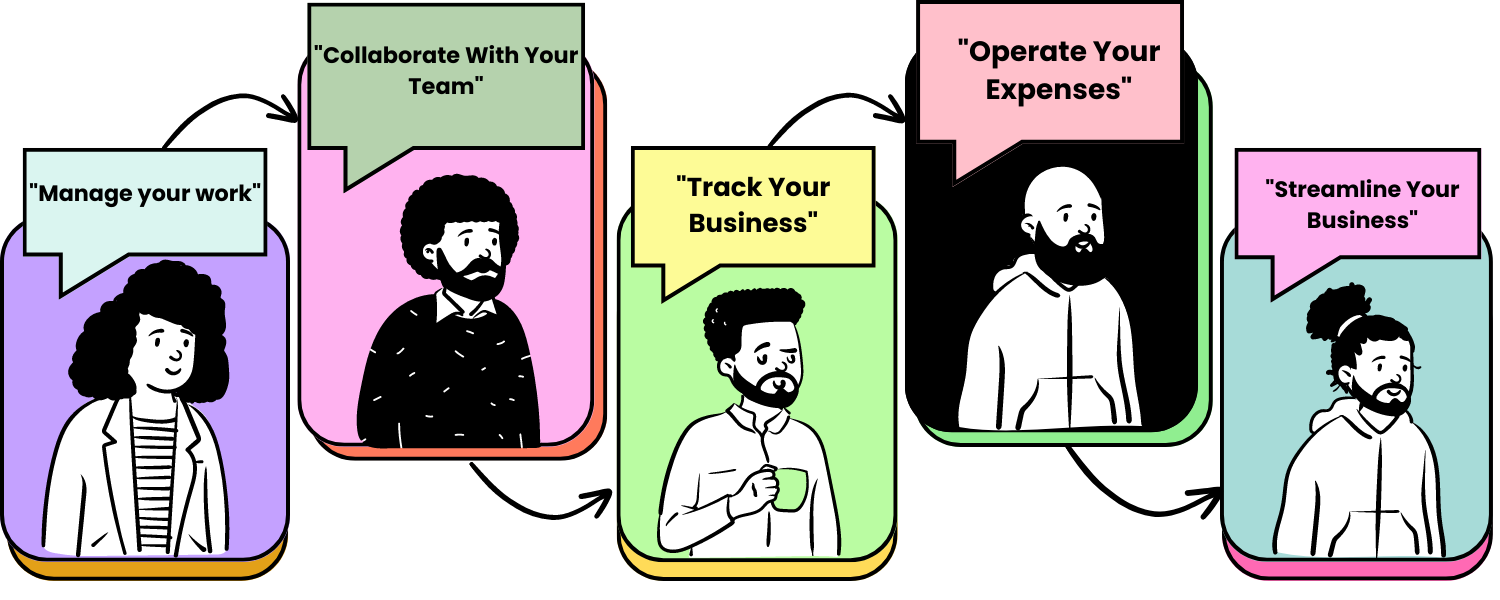 "Manage your work"
"Collaborate With Your
Team"
"Track Your
Business"
"Operate Your
Expenses"
"Streamline Your
Business"